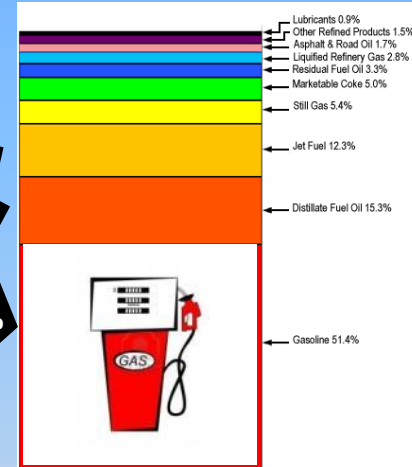 Lubricants 0.9%
Other Refined Products 1.5%
Asphalt & Road Oil 1.7%
Liquified Refinery Gas 2.8%
Residual Fuel Oil 3.3%
Marketable Coke 5.0%
Still Gas 5.4%
Jet Fuel 12.3%
Distillate Fuel Oil 15.3%
Gasoline 51.4%
GAS